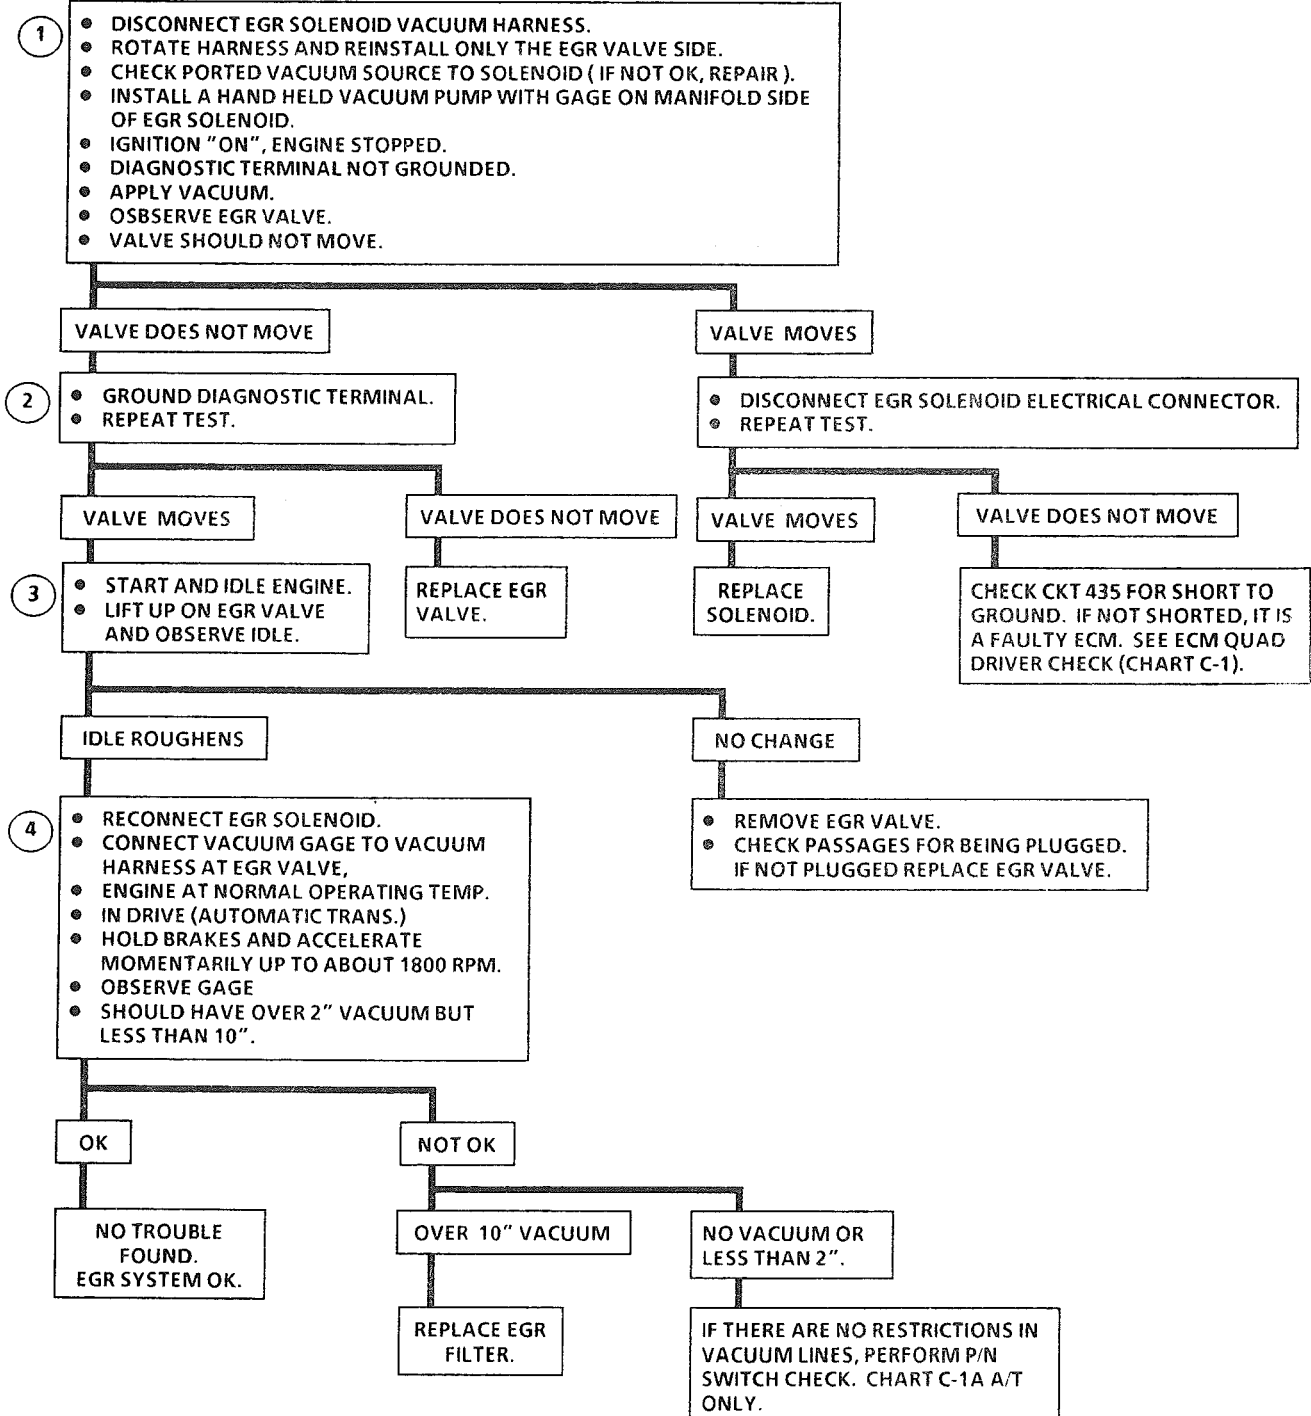 1
• DISCONNECT EGR SOLENOID VACUUM HARNESS.
• ROTATE HARNESS AND REINSTALL ONLY THE EGR VALVE SIDE.
• CHECK PORTED VACUUM SOURCE TO SOLENOID ( IF NOT OK, REPAIR ).
• INSTALL A HAND HELD VACUUM PUMP WITH GAGE ON MANIFOLD SIDE
OF EGR SOLENOID.
• IGNITION "ON", ENGINE STOPPED.
• DIAGNOSTIC TERMINAL NOT GROUNDED.
• APPLY VACUUM.
• OSBSERVE EGR VALVE.
• VALVE SHOULD NOT MOVE.
VALVE DOES NOT MOVE
VALVE MOVES
2
• GROUND DIAGNOSTIC TERMINAL.
• REPEAT TEST.
• DISCONNECT EGR SOLENOID ELECTRICAL CONNECTOR.
• REPEAT TEST.
VALVE MOVES
VALVE DOES NOT MOVE
VALVE MOVES
VALVE DOES NOT MOVE
3
• START AND IDLE ENGINE.
• LIFT UP ON EGR VALVE
AND OBSERVE IDLE.
REPLACE EGR
VALVE.
REPLACE
SOLENOID.
CHECK CKT 435 FOR SHORT TO
GROUND. IF NOT SHORTED, IT IS
A FAULTY ECM. SEE ECM QUAD
DRIVER CHECK (CHART C-1).
IDLE ROUGHENS
NO CHANGE
4
• RECONNECT EGR SOLENOID.
• CONNECT VACUUM GAGE TO VACUUM
HARNESS AT EGR VALVE,
• ENGINE AT NORMAL OPERATING TEMP.
• IN DRIVE (AUTOMATIC TRANS.)
• HOLD BRAKES AND ACCELERATE
MOMENTARILY UP TO ABOUT 1800 RPM.
• OBSERVE GAGE
• SHOULD HAVE OVER 2" VACUUM BUT
LESS THAN 10".
• REMOVE EGR VALVE.
• CHECK PASSAGES FOR BEING PLUGGED.
IF NOT PLUGGED REPLACE EGR VALVE.
OK
NOT OK
NO TROUBLE
FOUND.
EGR SYSTEM OK.
OVER 10" VACUUM
NO VACUUM OR
LESS THAN 2".
REPLACE EGR
FILTER.
IF THERE ARE NO RESTRICTIONS IN
VACUUM LINES, PERFORM P/N
SWITCH CHECK. CHART C-1A A/T
ONLY.